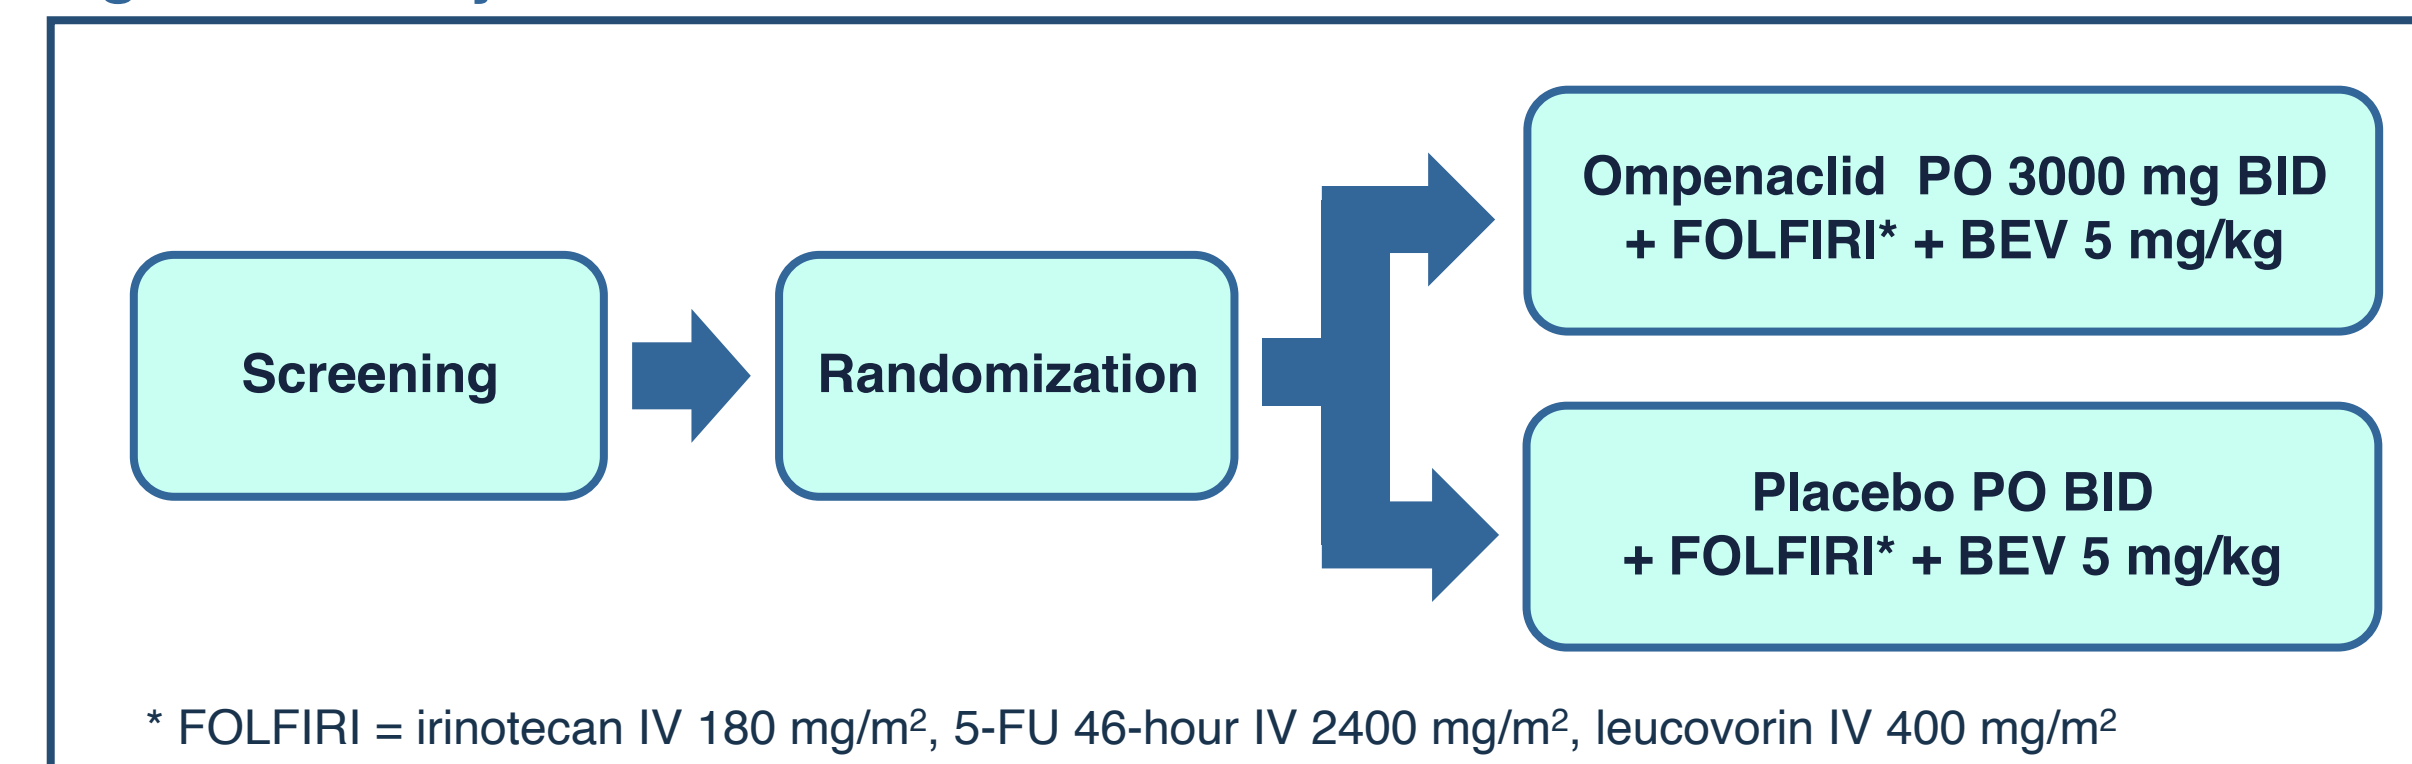 Screening
Randomization
Ompenaclid PO 3000 mg BID
+ FOLFIRI* + BEV 5 mg/kg
Placebo PO BID
+ FOLFIRI* + BEV 5 mg/kg
* FOLFIRI = irinotecan IV 180 mg/m², 5-FU 46-hour IV 2400 mg/m², leucovorin IV 400 mg/m²